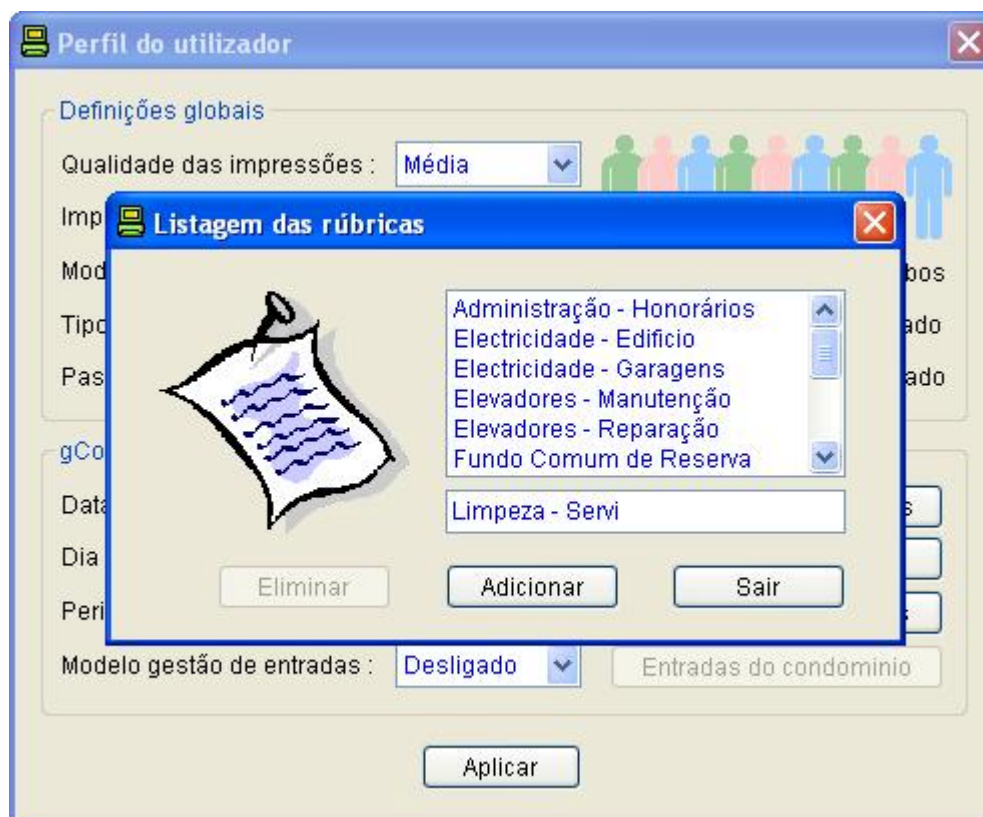 Perfil do utilizador
Definições globais
Qualidade das impressões : Média
Imp
Listagem das rúbricas
Mod bos
Tipo ado
Pas ado
Administração - Honorários
Electricidade - Edificio
Electricidade - Garagens
Elevadores - Manutenção
Elevadores - Reparação
Fundo Comum de Reserva
Limpeza - Servi
gCo
Data s
Dia
Peri
Eliminar Adicionar Sair
Modelo gestão de entradas : Desligado Entradas do condominio
Aplicar